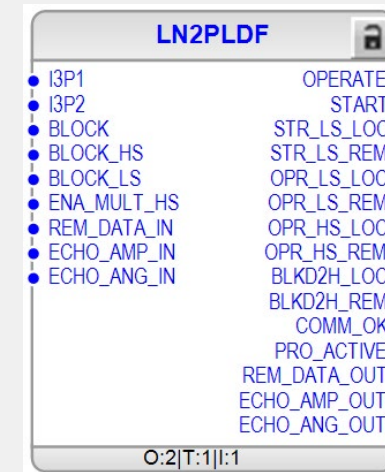 LN2PLDF
I3P1 OPERATE
I3P2 START
BLOCK STR_LS_LOC
BLOCK_HS STR_LS_REM
BLOCK_LS OPR_LS_LOC
ENA_MULT_HS OPR_LS_REM
REM_DATA_IN OPR_HS_LOC
ECHO_AMP_IN OPR_HS_REM
ECHO_ANG_IN BLKD2H_LOC
BLKD2H_REM
COMM_OK
PRO_ACTIVE
REM_DATA_OUT
ECHO_AMP_OUT
ECHO_ANG_OUT
O:2|T:1|I:1